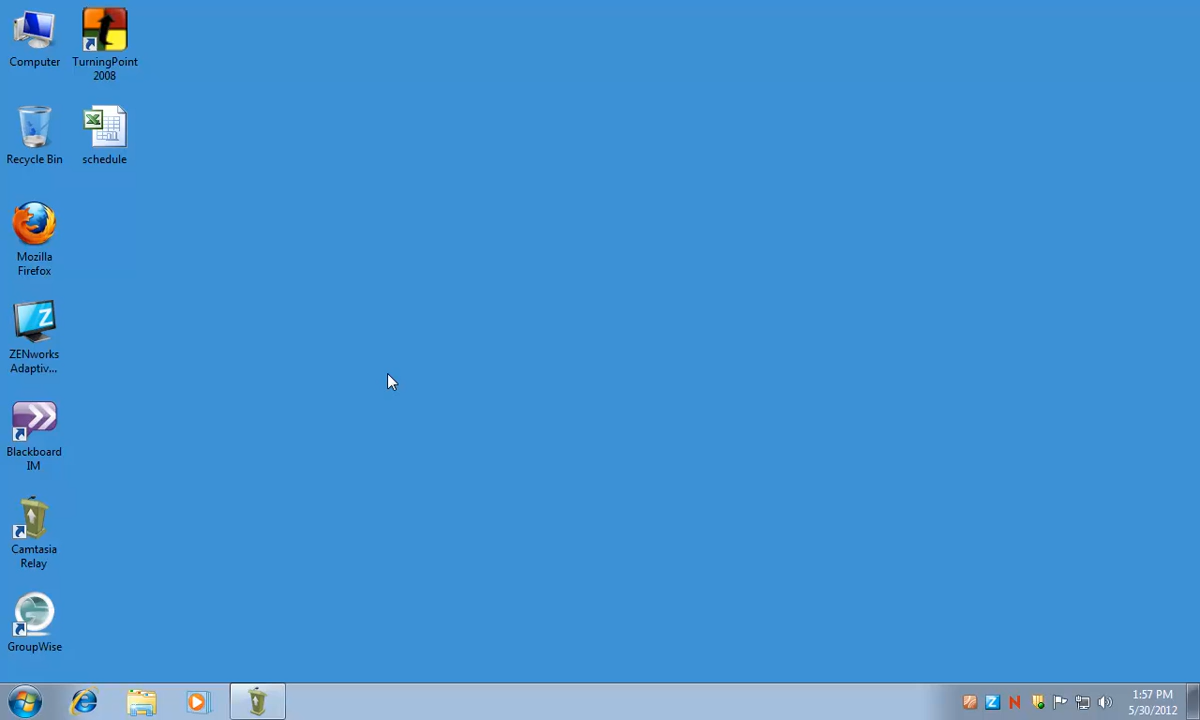 Computer
TurningPoint
2008
Recycle Bin
schedule
Mozilla
Firefox
ZENworks
Adaptiv...
Blackboard
IM
Camtasia
Relay
GroupWise
1:57 PM
5/30/2012